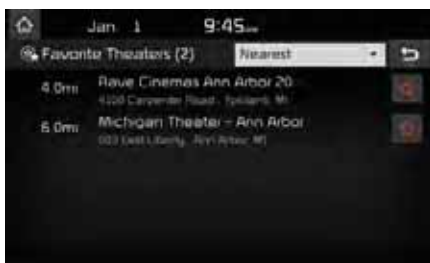 Jan. 1 9:45
Favorite Theaters (2) Nearest
4.0mi Rave Cinemas Ann Arbor 20
4100 Carpenter Road, Ypsilanti, MI
6.0mi Michigan Theater - Ann Arbor
603 East Liberty, Ann Arbor, MI